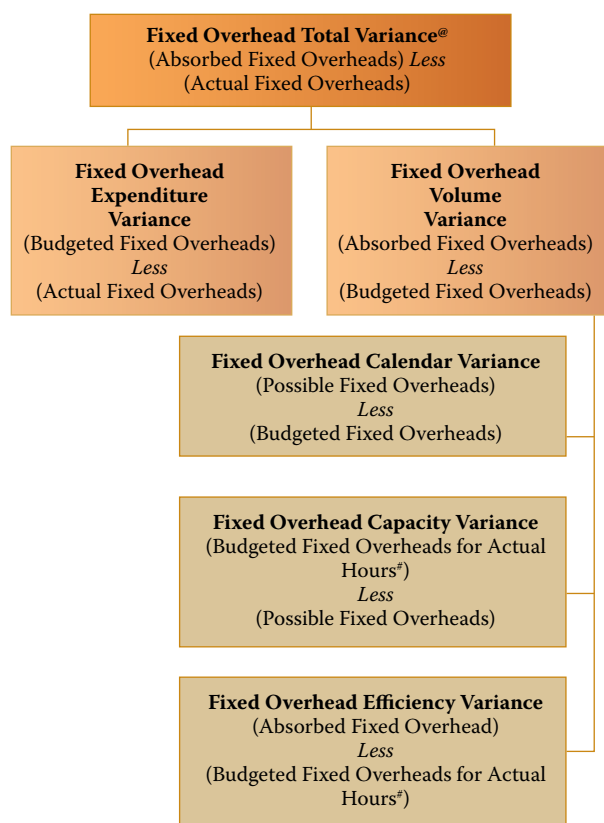 Fixed Overhead Total Variance@
(Absorbed Fixed Overheads) Less
(Actual Fixed Overheads)
Fixed Overhead
Expenditure
Variance
(Budgeted Fixed Overheads)
Less
(Actual Fixed Overheads)
Fixed Overhead
Volume
Variance
(Absorbed Fixed Overheads)
Less
(Budgeted Fixed Overheads)
Fixed Overhead Calendar Variance
(Possible Fixed Overheads)
Less
(Budgeted Fixed Overheads)
Fixed Overhead Capacity Variance
(Budgeted Fixed Overheads for Actual
Hours#)
Less
(Possible Fixed Overheads)
Fixed Overhead Efficiency Variance
(Absorbed Fixed Overhead)
Less
(Budgeted Fixed Overheads for Actual
Hours#)